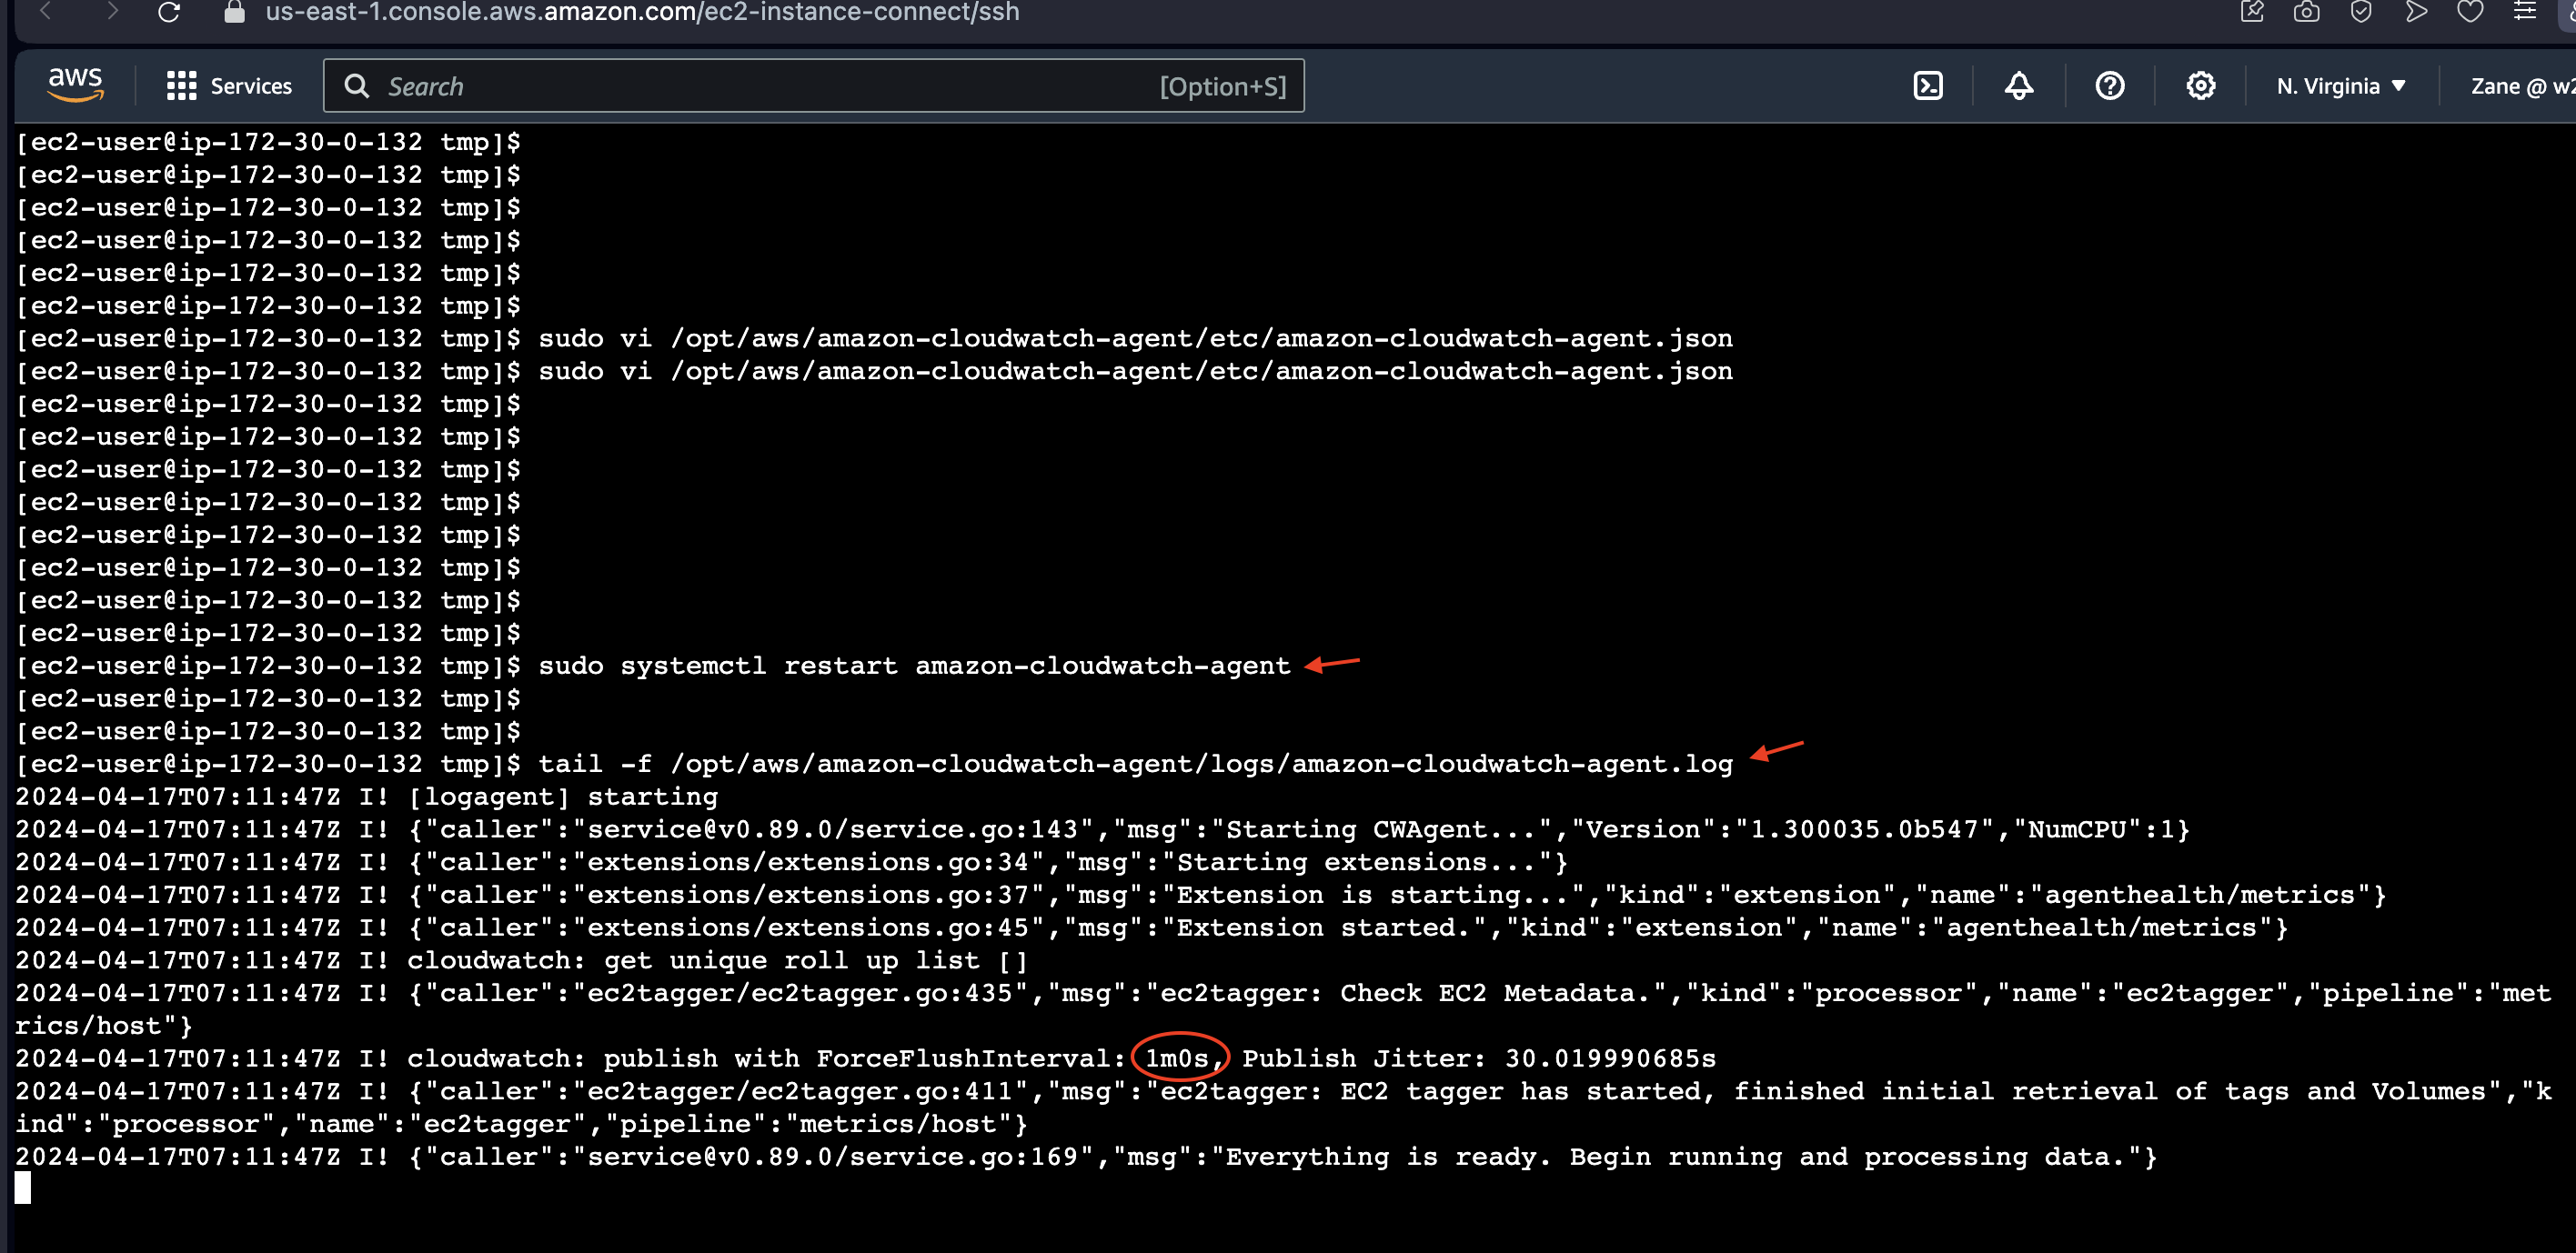 us-east-1.console.aws.amazon.com/ec2-instance-connect/ssh
aws Services Search [Option+S] N. Virginia Zane @ w2
[ec2-user@ip-172-30-0-132 tmp]$
[ec2-user@ip-172-30-0-132 tmp]$
[ec2-user@ip-172-30-0-132 tmp]$
[ec2-user@ip-172-30-0-132 tmp]$
[ec2-user@ip-172-30-0-132 tmp]$
[ec2-user@ip-172-30-0-132 tmp]$
[ec2-user@ip-172-30-0-132 tmp]$ sudo vi /opt/aws/amazon-cloudwatch-agent/etc/amazon-cloudwatch-agent.json
[ec2-user@ip-172-30-0-132 tmp]$ sudo vi /opt/aws/amazon-cloudwatch-agent/etc/amazon-cloudwatch-agent.json
[ec2-user@ip-172-30-0-132 tmp]$
[ec2-user@ip-172-30-0-132 tmp]$
[ec2-user@ip-172-30-0-132 tmp]$
[ec2-user@ip-172-30-0-132 tmp]$
[ec2-user@ip-172-30-0-132 tmp]$
[ec2-user@ip-172-30-0-132 tmp]$
[ec2-user@ip-172-30-0-132 tmp]$
[ec2-user@ip-172-30-0-132 tmp]$
[ec2-user@ip-172-30-0-132 tmp]$ sudo systemctl restart amazon-cloudwatch-agent
[ec2-user@ip-172-30-0-132 tmp]$
[ec2-user@ip-172-30-0-132 tmp]$
[ec2-user@ip-172-30-0-132 tmp]$ tail -f /opt/aws/amazon-cloudwatch-agent/logs/amazon-cloudwatch-agent.log
2024-04-17T07:11:47Z I! [logagent] starting
2024-04-17T07:11:47Z I! {"caller":"service@v0.89.0/service.go:143","msg":"Starting CWAgent...","Version":"1.300035.0b547","NumCPU":1}
2024-04-17T07:11:47Z I! {"caller":"extensions/extensions.go:34","msg":"Starting extensions..."}
2024-04-17T07:11:47Z I! {"caller":"extensions/extensions.go:37","msg":"Extension is starting...","kind":"extension","name":"agenthealth/metrics"}
2024-04-17T07:11:47Z I! {"caller":"extensions/extensions.go:45","msg":"Extension started.","kind":"extension","name":"agenthealth/metrics"}
2024-04-17T07:11:47Z I! cloudwatch: get unique roll up list []
2024-04-17T07:11:47Z I! {"caller":"ec2tagger/ec2tagger.go:435","msg":"ec2tagger: Check EC2 Metadata.","kind":"processor","name":"ec2tagger","pipeline":"met
rics/host"}
2024-04-17T07:11:47Z I! cloudwatch: publish with ForceFlushInterval: 1m0s, Publish Jitter: 30.019990685s
2024-04-17T07:11:47Z I! {"caller":"ec2tagger/ec2tagger.go:411","msg":"ec2tagger: EC2 tagger has started, finished initial retrieval of tags and Volumes","k
ind":"processor","name":"ec2tagger","pipeline":"metrics/host"}
2024-04-17T07:11:47Z I! {"caller":"service@v0.89.0/service.go:169","msg":"Everything is ready. Begin running and processing data."}